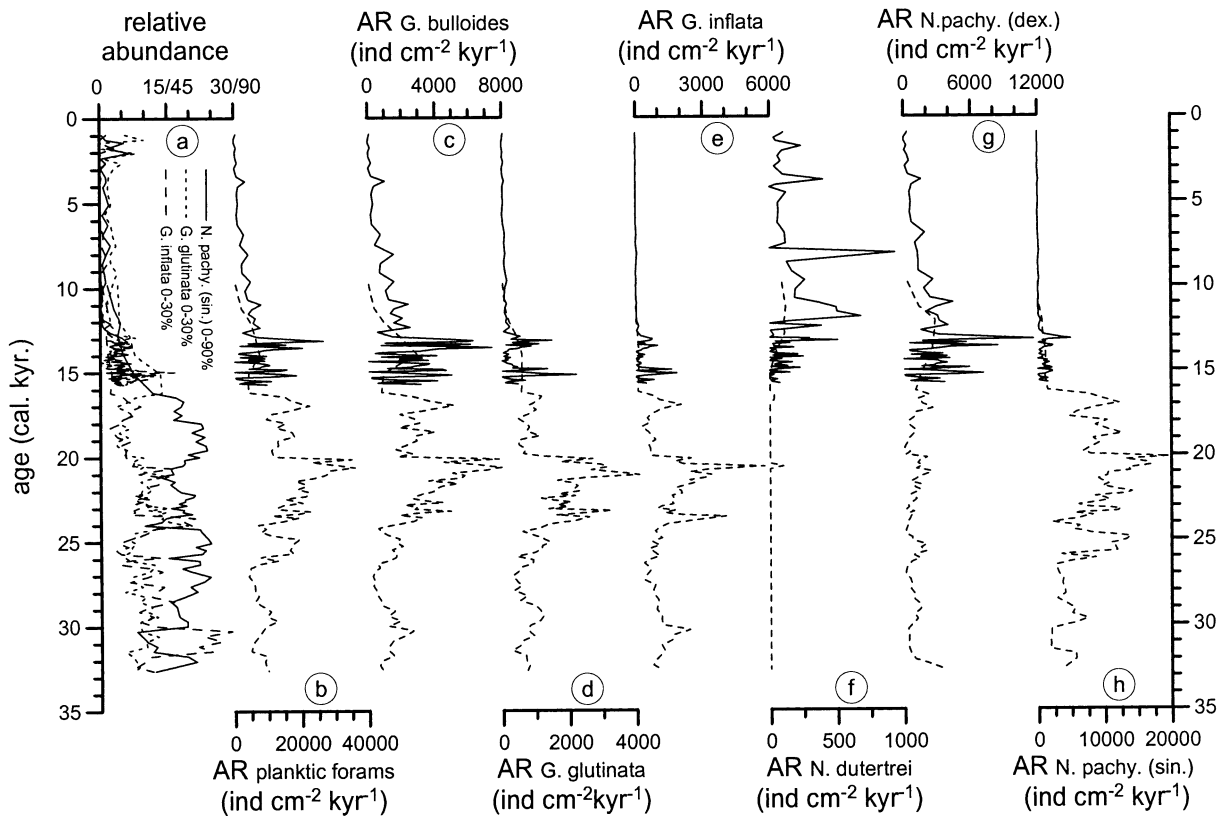 relative
abundance
0 15/45 30/90
AR G. bulloides
(ind cm-2 kyr-1)
0 4000 8000
AR G. inflata
(ind cm-2 kyr-1)
0 3000 6000
AR N.pachy. (dex.)
(ind cm-2 kyr-1)
0 6000 12000
a
c
e
g
N. pachy. (sin.) 0-90%
G. glutinata 0-30%
G. inflata 0-30%
age (cal. kyr.)
0
5
10
15
20
25
30
35
0
5
10
15
20
25
30
35
b
d
f
h
0 20000 40000
AR planktic forams
(ind cm-2 kyr-1)
0 2000 4000
AR G. glutinata
(ind cm-2kyr-1)
0 500 1000
AR N. dutertrei
(ind cm-2 kyr-1)
0 10000 20000
AR N. pachy. (sin.)
(ind cm-2 kyr-1)